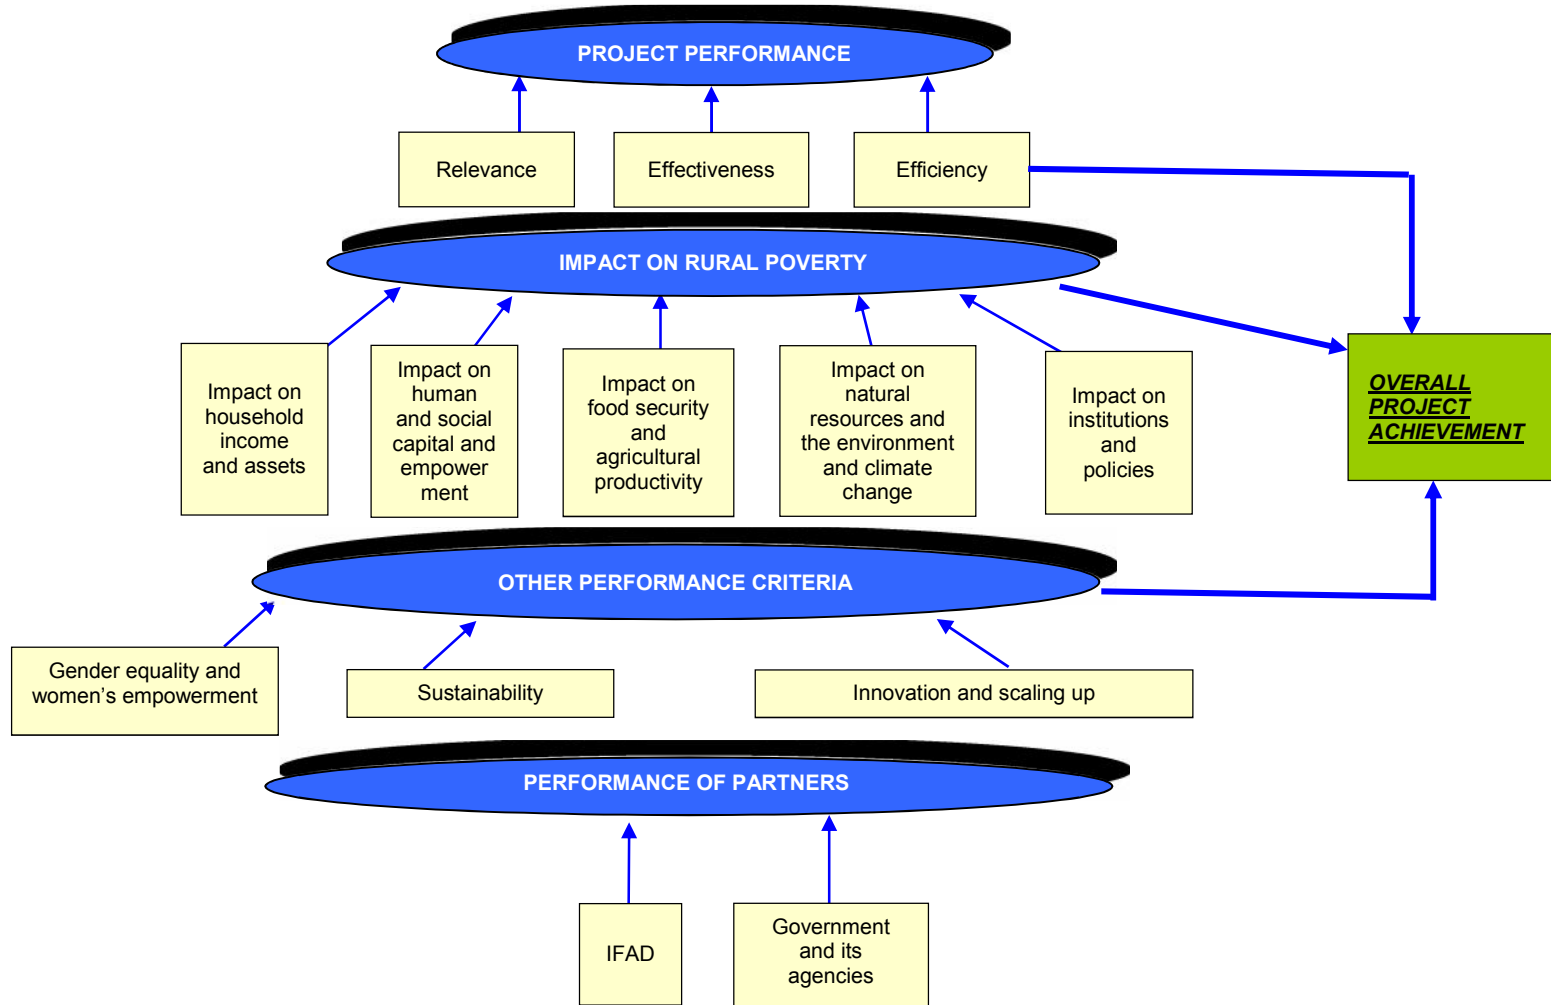 PROJECT PERFORMANCE
Relevance
Effectiveness
Efficiency
IMPACT ON RURAL POVERTY
Impact on
household
income
and assets
Impact on
human
and social
capital and
empower
ment
Impact on
food security
and
agricultural
productivity
Impact on
natural
resources and
the environment
and climate
change
Impact on
institutions
and
policies
OVERALL
PROJECT
ACHIEVEMENT
OTHER PERFORMANCE CRITERIA
Gender equality and
women’s empowerment
Sustainability
Innovation and scaling up
PERFORMANCE OF PARTNERS
IFAD
Government
and its
agencies